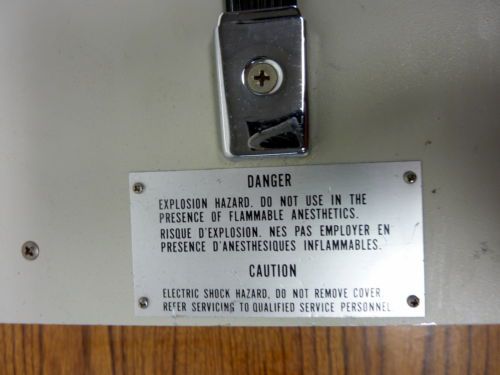 DANGER
EXPLOSION HAZARD. DO NOT USE IN THE
PRESENCE OF FLAMMABLE ANESTHETICS.
RISQUE D'EXPLOSION. NES PAS EMPLOYER EN
PRESENCE D'ANESTHESIQUES INFLAMMABLES.
CAUTION
ELECTRIC SHOCK HAZARD, DO NOT REMOVE COVER
REFER SERVICING TO QUALIFIED SERVICE PERSONNEL